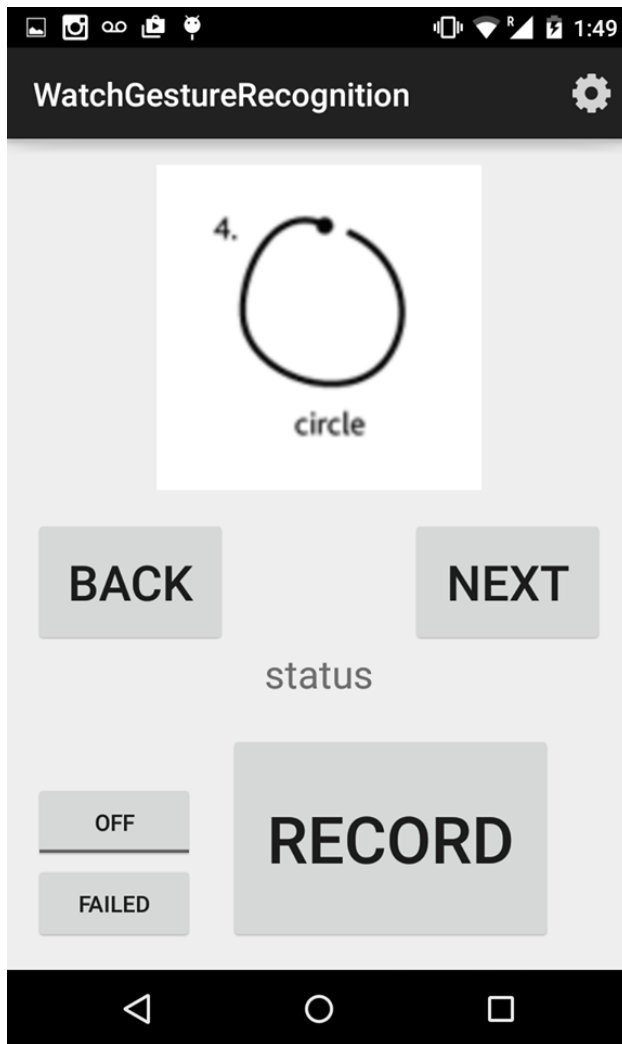 R 1:49
WatchGestureRecognition
4.
circle
BACK NEXT
status
OFF
RECORD
FAILED